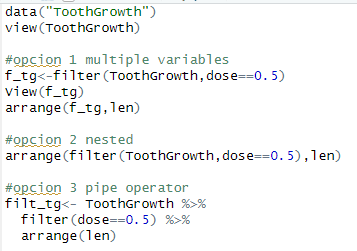 data("ToothGrowth")
view(ToothGrowth)
#opcion 1 multiple variables
f_tg<-filter(ToothGrowth,dose==0.5)
View(f_tg)
arrange(f_tg,len)
#opcion 2 nested
arrange(filter(ToothGrowth,dose==0.5),len)
#opcion 3 pipe operator
filt_tg<- ToothGrowth %>%
  filter(dose==0.5) %>%
  arrange(len)